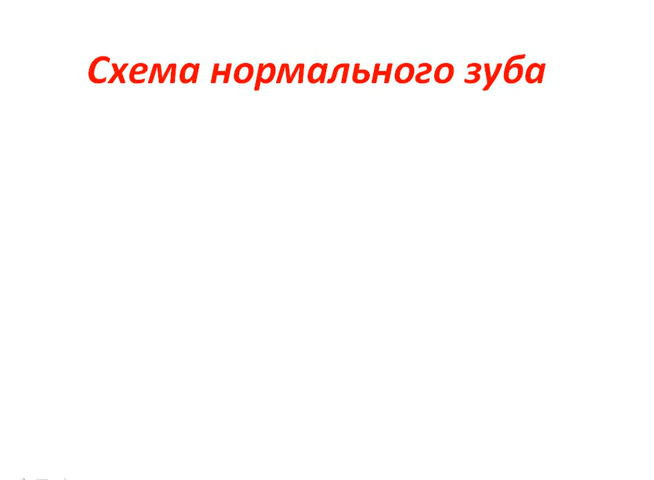 Схема нормального зуба